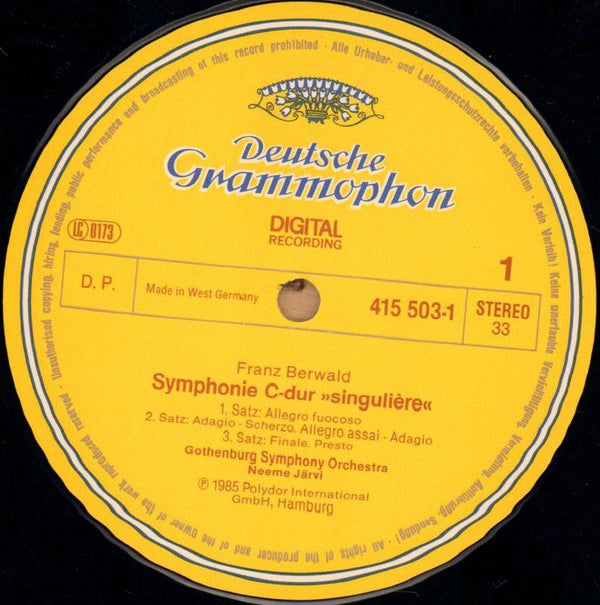 Deutsche
Grammophon
DIGITAL
RECORDING
LC 0173
1
D. P.
Made in West Germany
415 503-1
STEREO
33
Franz Berwald
Symphonie C-dur »singulière«
1. Satz: Allegro fuocoso
2. Satz: Adagio - Scherzo. Allegro assai - Adagio
3. Satz: Finale. Presto
Gothenburg Symphony Orchestra
Neeme Järvi
℗ 1985 Polydor International
GmbH, Hamburg
Alle Urheber- und Leistungsschutzrechte vorbehalten · Kein Verleih! Keine unerlaubte Vervielfältigung, Vermietung, Aufführung, Sendung! · All rights of the producer and of the owner of the work reproduced reserved · Unauthorised copying, hiring, lending, public performance and broadcasting of this record prohibited ·